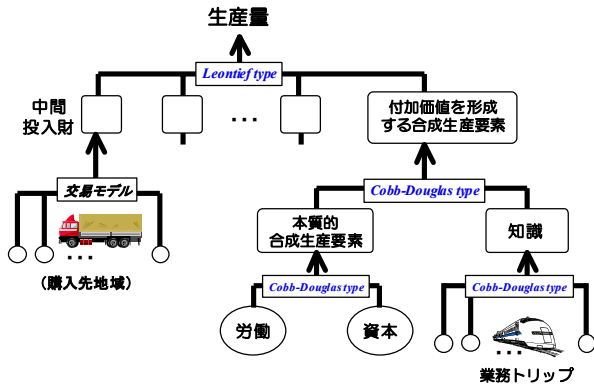 生産量
Leontief type
中間
投入財
…
付加価値を形成
する合成生産要素
交易モデル
Cobb-Douglas type
本質的
合成生産要素
知識
…
(購入先地域)
Cobb-Douglas type
Cobb-Douglas type
労働
資本
…
業務トリップ